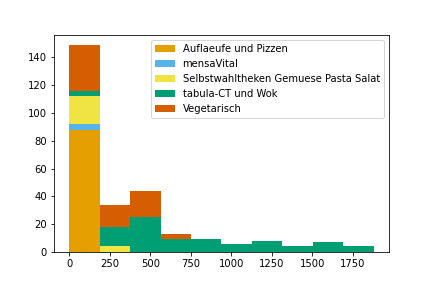 140
120
100
80
60
40
20
0
Auflaeufe und Pizzen
mensaVital
Selbstwahltheken Gemuese Pasta Salat
tabula-CT und Wok
Vegetarisch
0 250 500 750 1000 1250 1500 1750